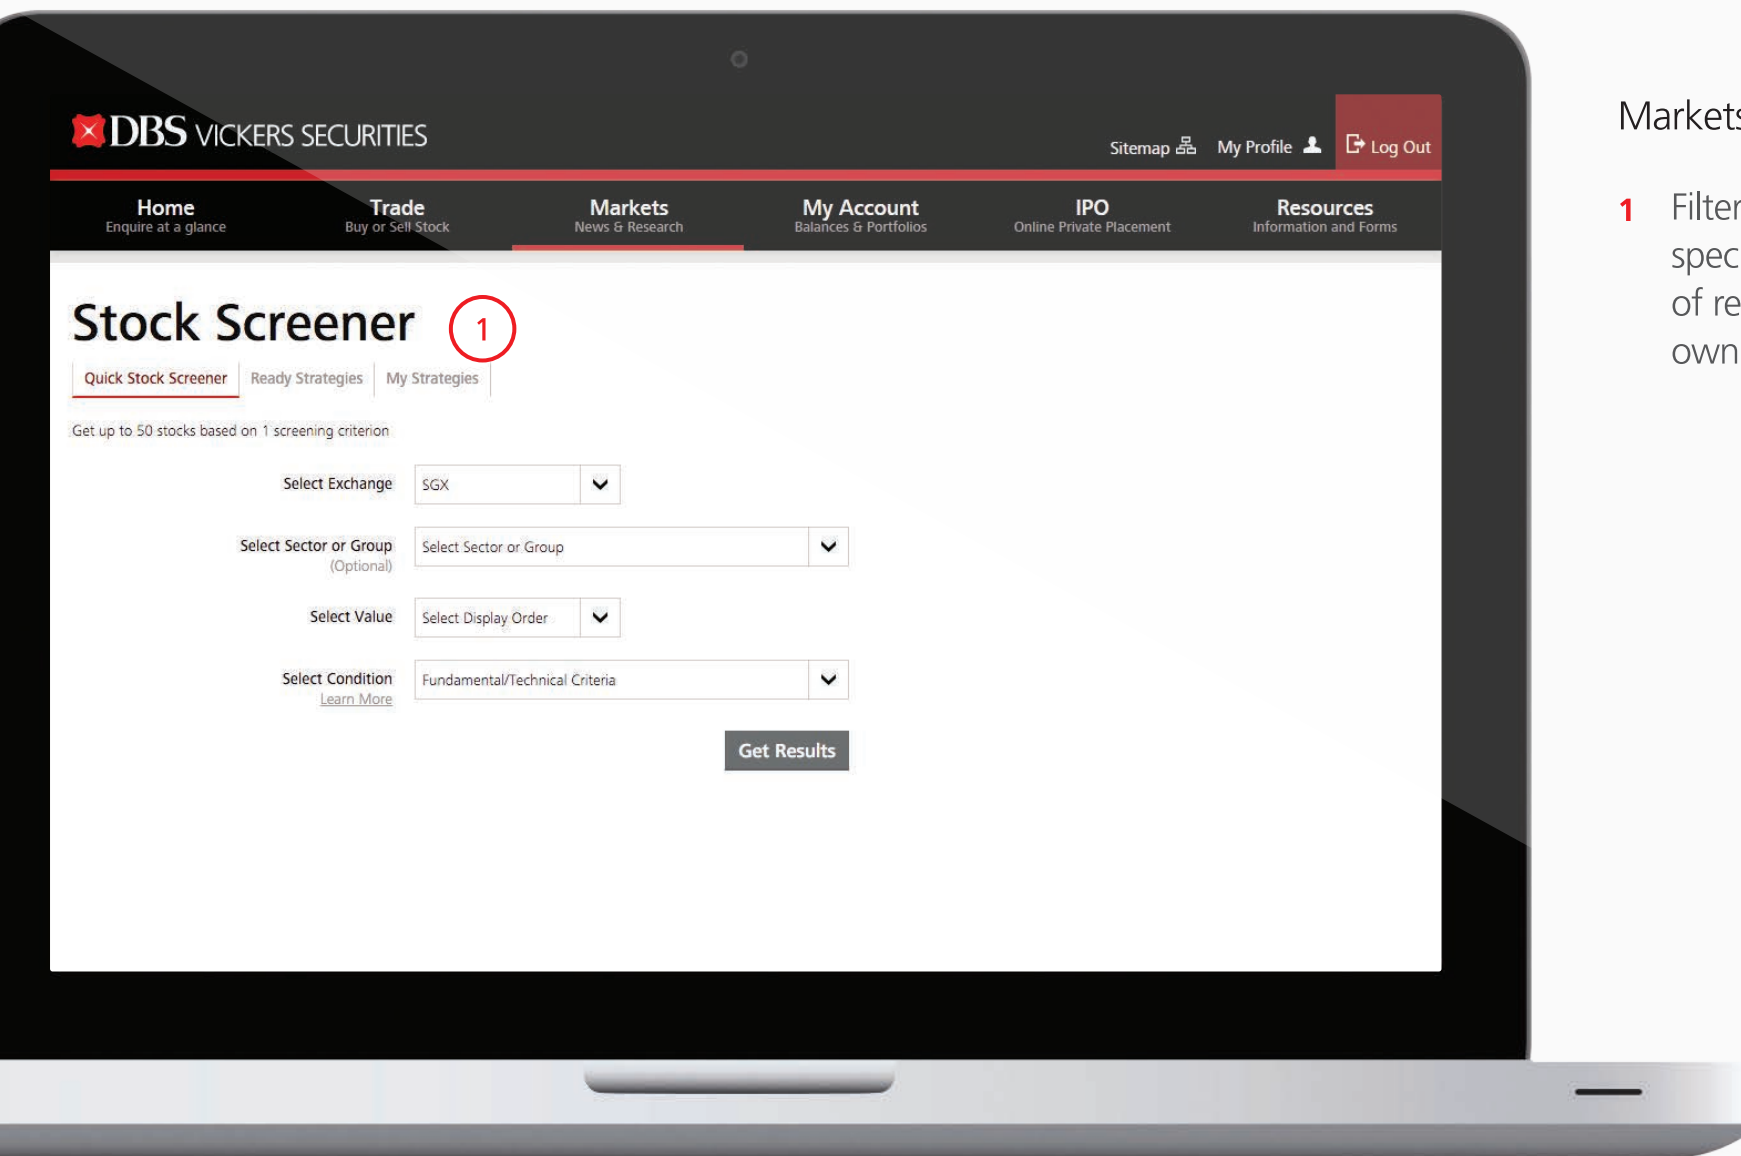 DBS VICKERS SECURITIES
Sitemap My Profile Log Out
Home Trade Markets My Account IPO Resources
Enquire at a glance Buy or Sell Stock News & Research Balances & Portfolios Online Private Placement Information and Forms
Stock Screener 1
Quick Stock Screener Ready Strategies My Strategies
Get up to 50 stocks based on 1 screening criterion
Select Exchange SGX
Select Sector or Group Select Sector or Group
(Optional)
Select Value Select Display Order
Select Condition Fundamental/Technical Criteria
Learn More
Get Results
Markets
1 Filter
of
own